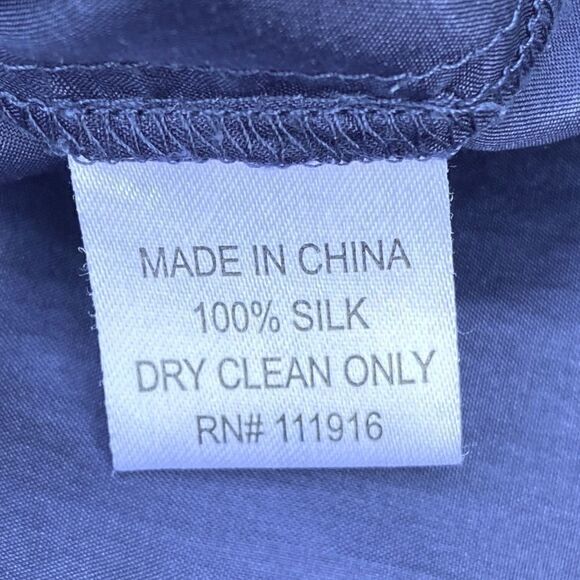 MADE IN CHINA
100% SILK
DRY CLEAN ONLY
RN# 111916